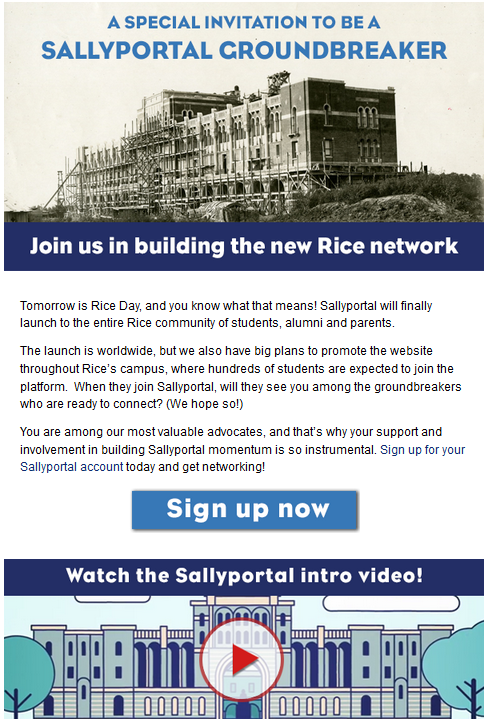 A SPECIAL INVITATION TO BE A
SALLYPORTAL GROUNDBREAKER
Join us in building the new Rice network
Tomorrow is Rice Day, and you know what that means! Sallyportal will finally
launch to the entire Rice community of students, alumni and parents.
The launch is worldwide, but we also have big plans to promote the website
throughout Rice's campus, where hundreds of students are expected to join the
platform.  When they join Sallyportal, will they see you among the groundbreakers
who are ready to connect? (We hope so!)
You are among our most valuable advocates, and that's why your support and
involvement in building Sallyportal momentum is so instrumental. Sign up for your
Sallyportal account today and get networking!
Sign up now
Watch the Sallyportal intro video!